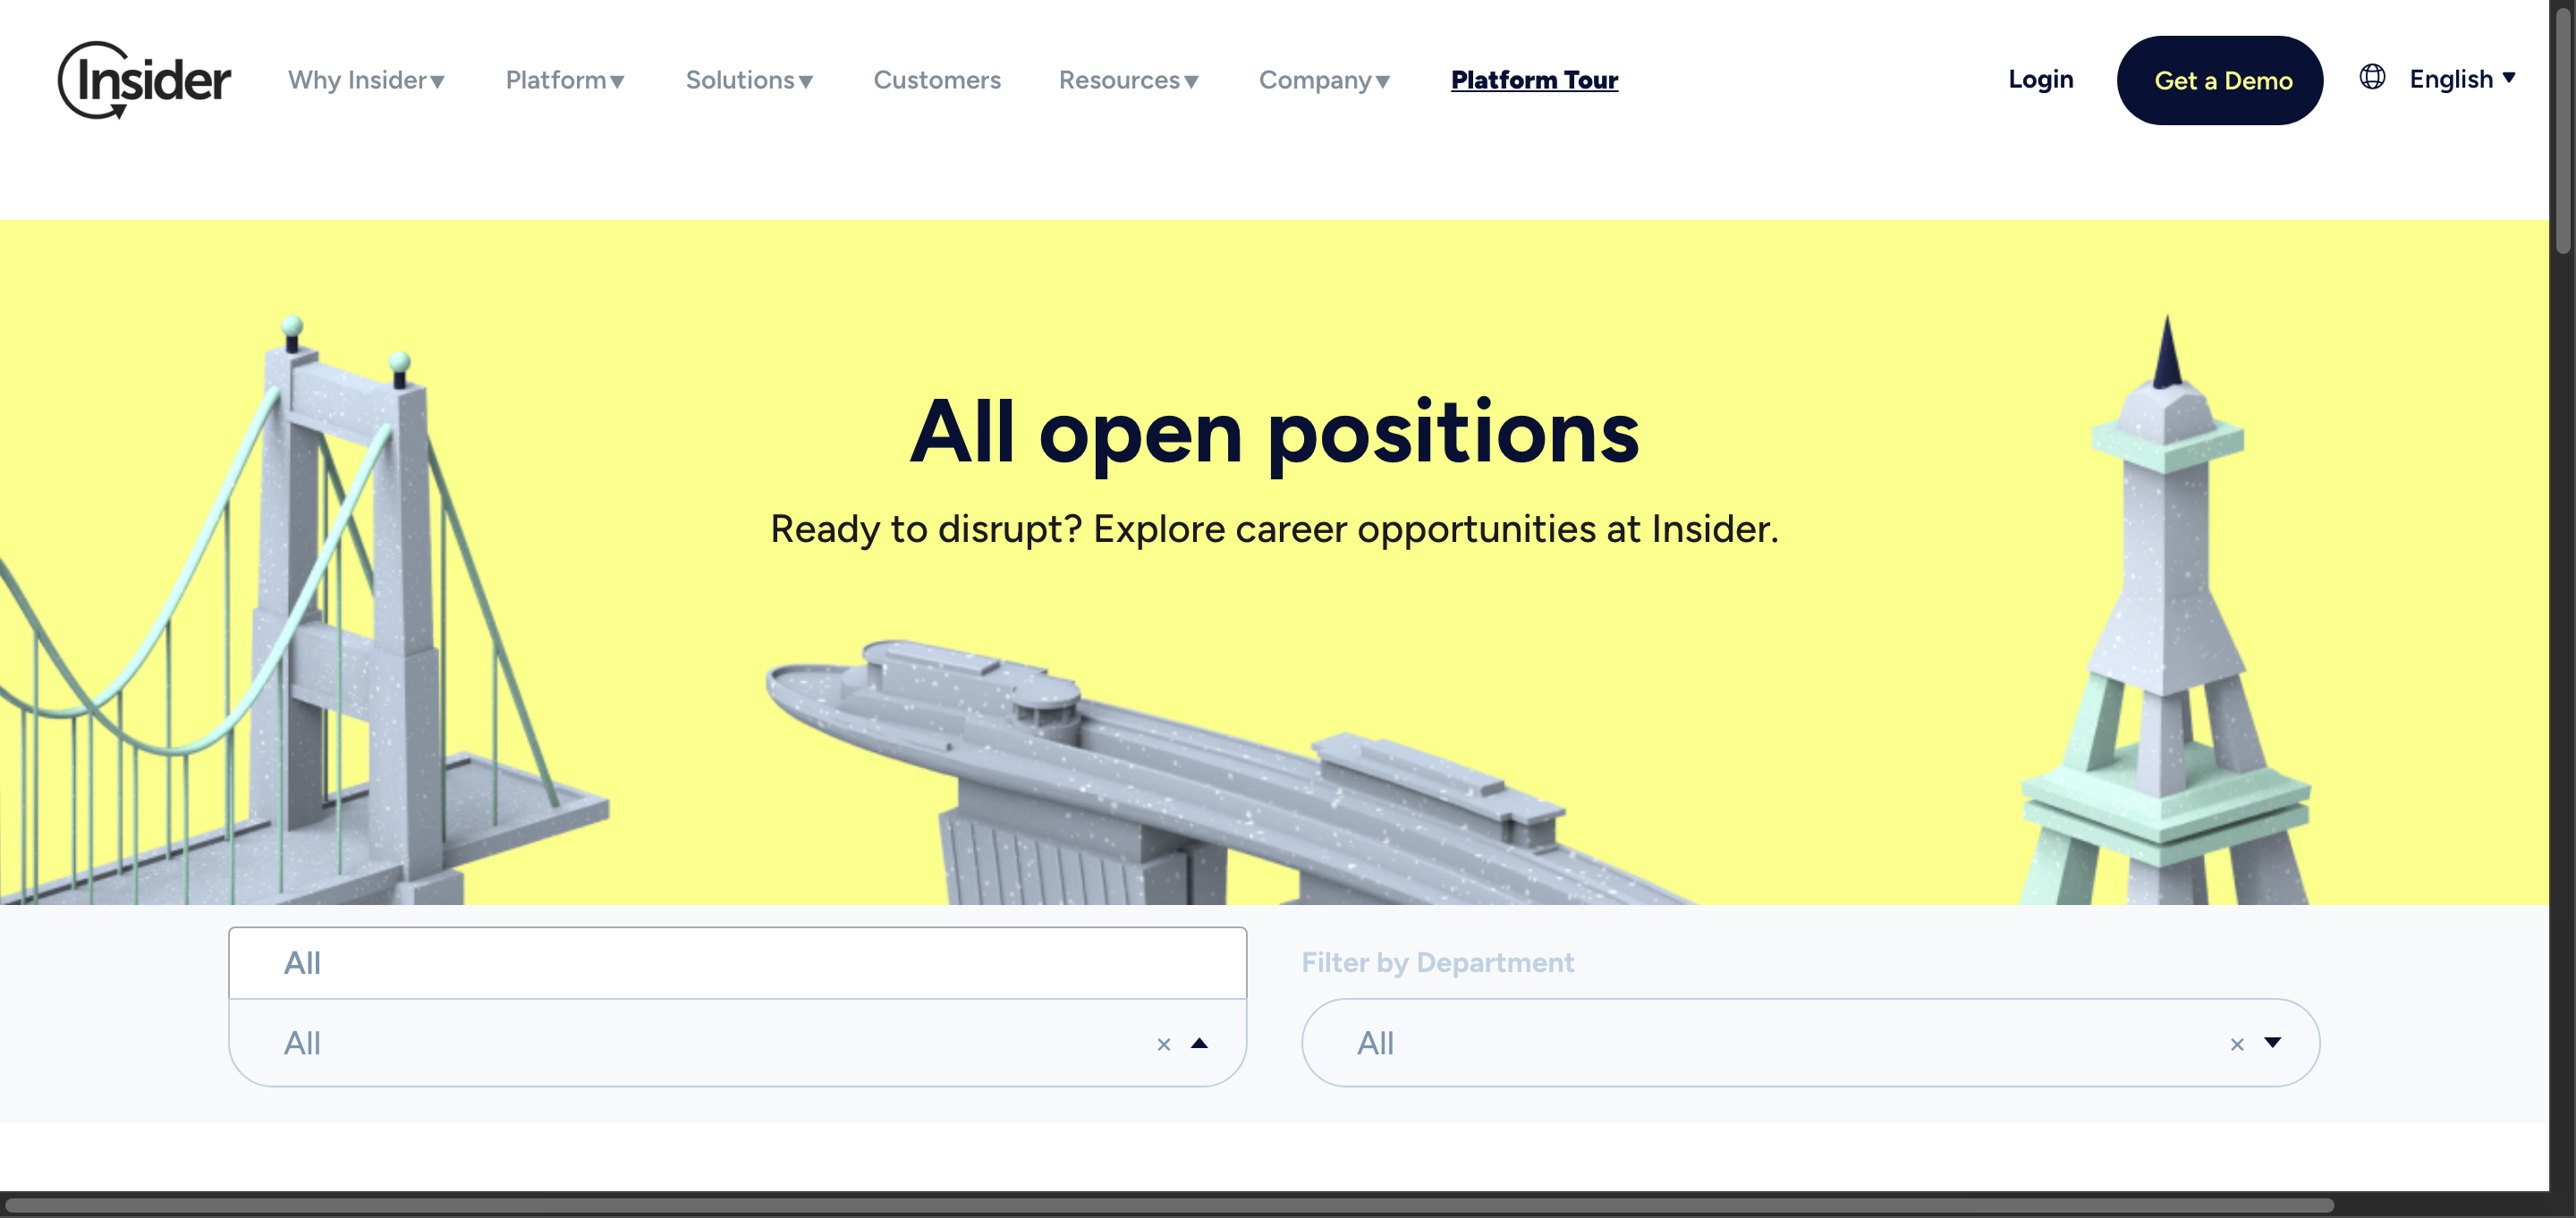 Insider
Why Insider
Platform
Solutions
Customers
Resources
Company
Platform Tour
Login
Get a Demo
English
All open positions
Ready to disrupt? Explore career opportunities at Insider.
All
All
×
Filter by Department
All
×